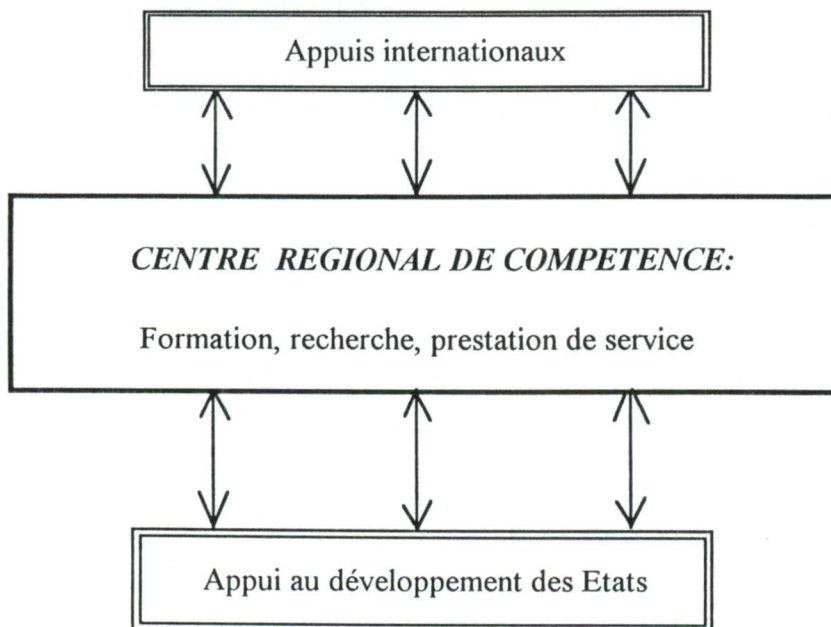 Appuis internationaux
CENTRE REGIONAL DE COMPETENCE:
Formation, recherche, prestation de service
Appui au développement des Etats